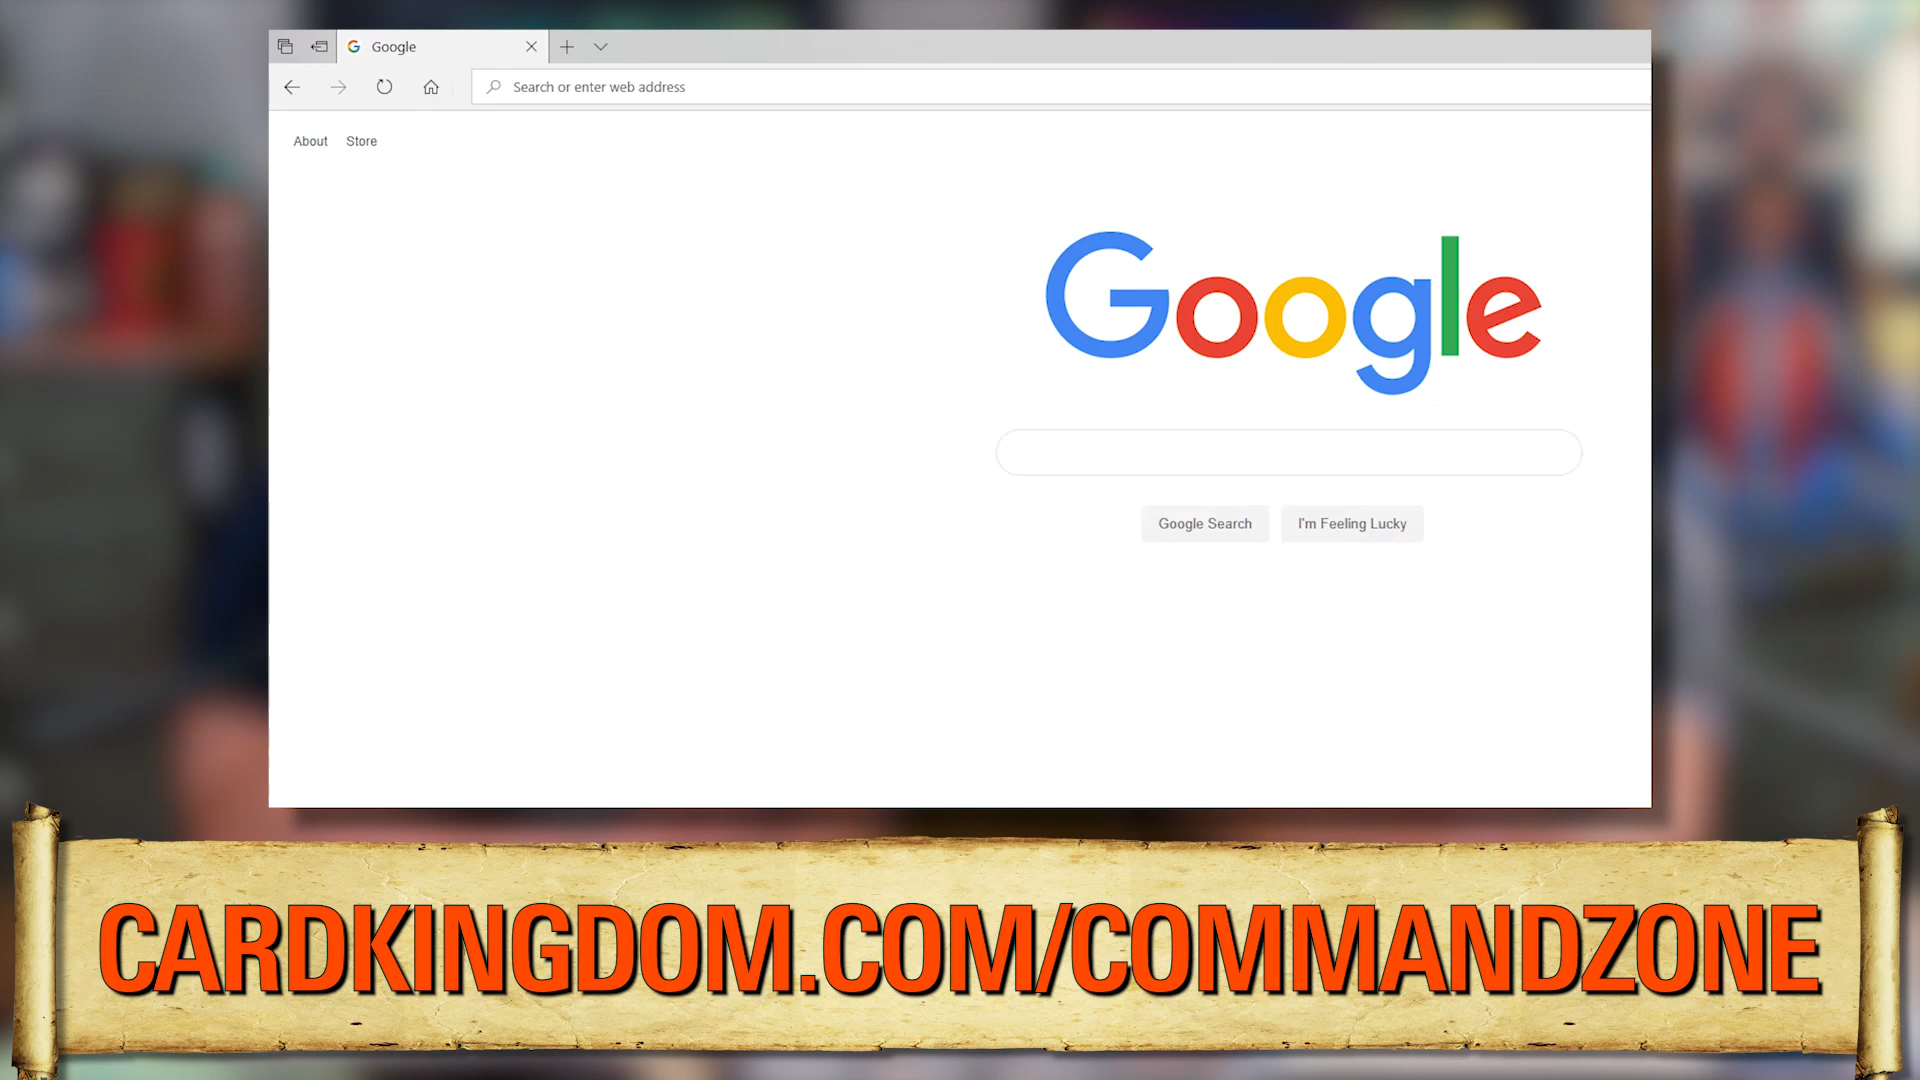 Google
Search or enter web address
About Store
Google
Google Search I'm Feeling Lucky
CARDKINGDOM.COM/COMMANDZONE